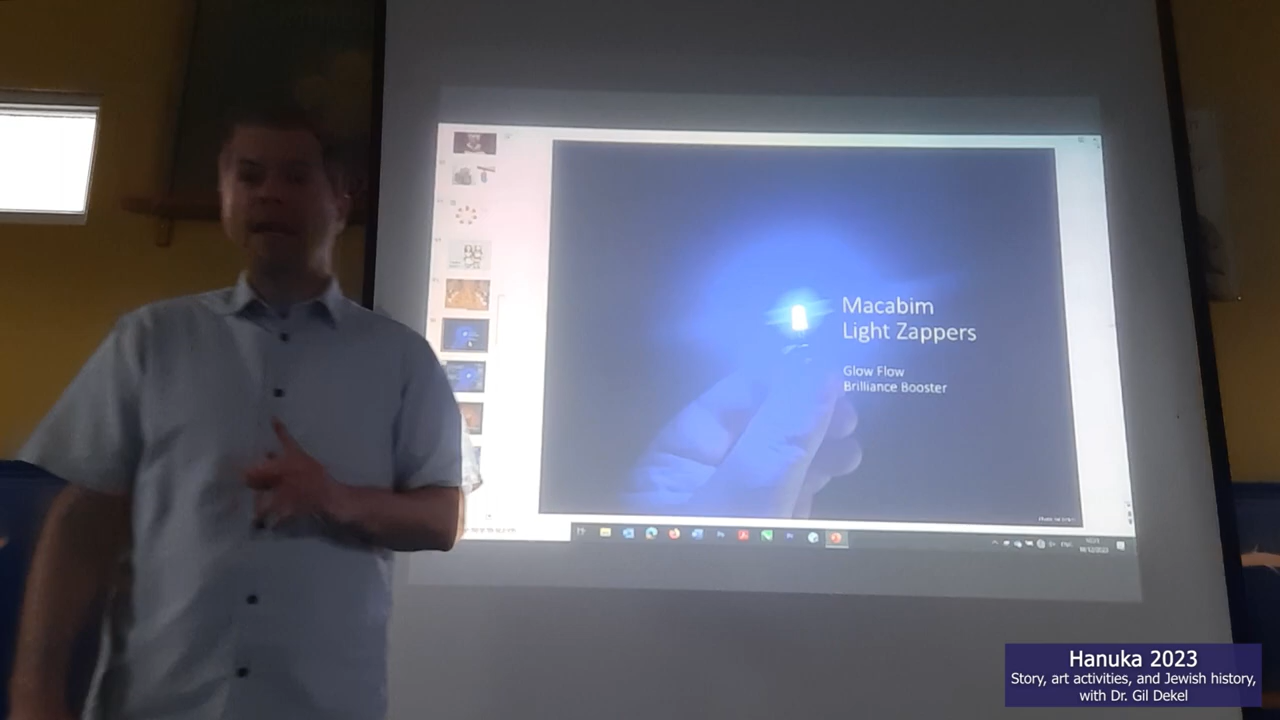 Macabim
Light Zappers
Glow Flow
Brilliance Booster
Hanuka 2023
Story, art activities, and Jewish history,
with Dr. Gil Dekel